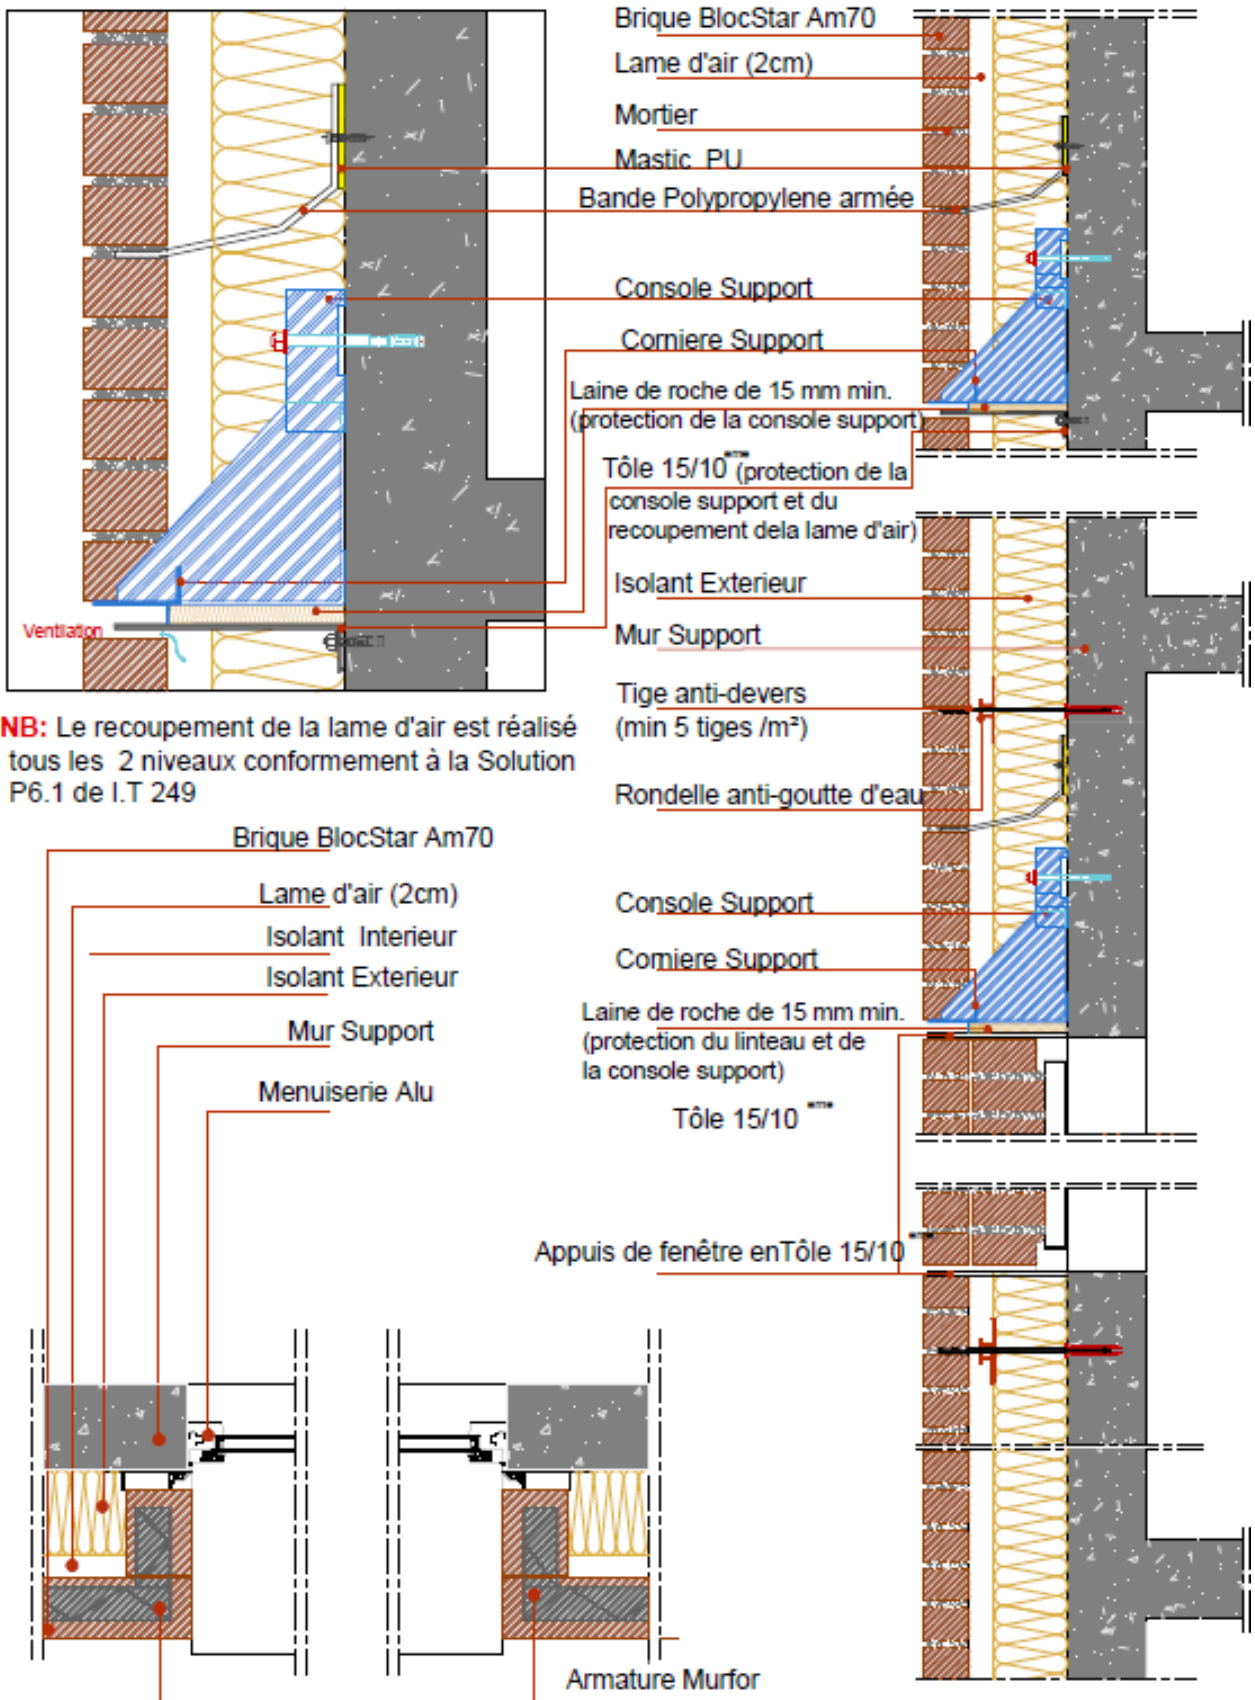 Brique BlocStar Am70
Lame d'air (2cm)
Mortier
Mastic PU
Bande Polypropylene armée
Console Support
Corniere Support
Laine de roche de 15 mm min.
(protection de la console support)
Tôle 15/10 ème (protection de la
console support et du
recoupement dela lame d'air)
Isolant Exterieur
Mur Support
Tige anti-devers
(min 5 tiges /m²)
Rondelle anti-goutte d'eau
Console Support
Corniere Support
Laine de roche de 15 mm min.
(protection du linteau et de
la console support)
Tôle 15/10 ème
Appuis de fenêtre enTôle 15/10 ème
Ventilation
NB: Le recoupement de la lame d'air est réalisé
tous les 2 niveaux conformement à la Solution
P6.1 de I.T 249
Brique BlocStar Am70
Lame d'air (2cm)
Isolant Interieur
Isolant Exterieur
Mur Support
Menuiserie Alu
Armature Murfor